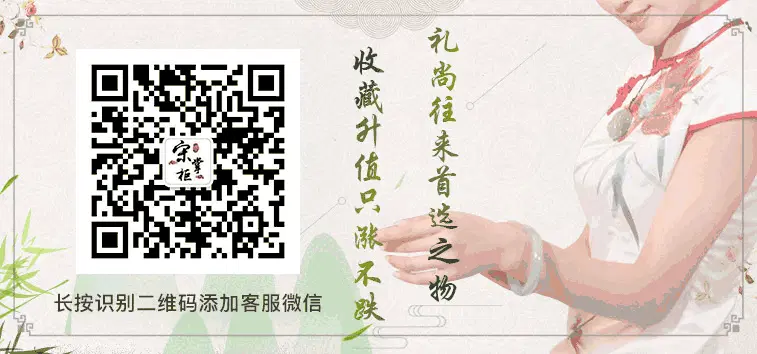 礼尚往来首选之物
收藏升值只涨不跌
宋掌柜
长按识别二维码添加客服微信